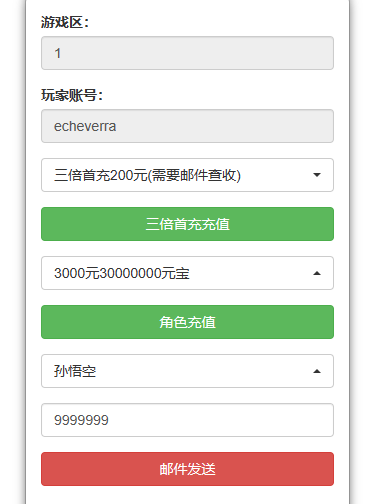 游戏区：
1
玩家账号：
echeverra
三倍首充200元(需要邮件查收)
三倍首充充值
3000元30000000元宝
角色充值
孙悟空
9999999
邮件发送